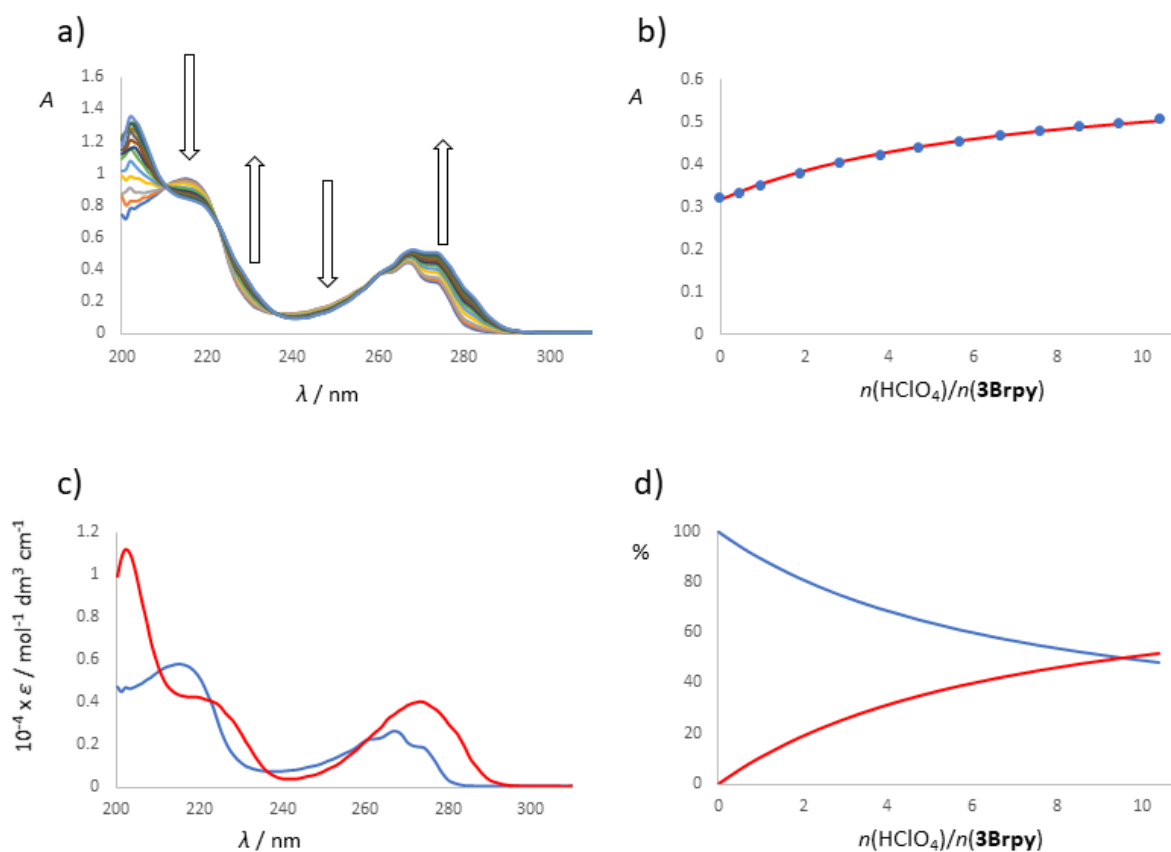 a)
A
1.6
1.4
1.2
1
0.8
0.6
0.4
0.2
0
200 220 240 260 280 300
λ / nm
b)
A
0.6
0.5
0.4
0.3
0.2
0.1
0
0 2 4 6 8 10
n(HClO₄)/n(3Brpy)
c)
10⁻⁴ x ε / mol⁻¹ dm³ cm⁻¹
1.2
1
0.8
0.6
0.4
0.2
0
200 220 240 260 280 300
λ / nm
d)
%
100
80
60
40
20
0
0 2 4 6 8 10
n(HClO₄)/n(3Brpy)